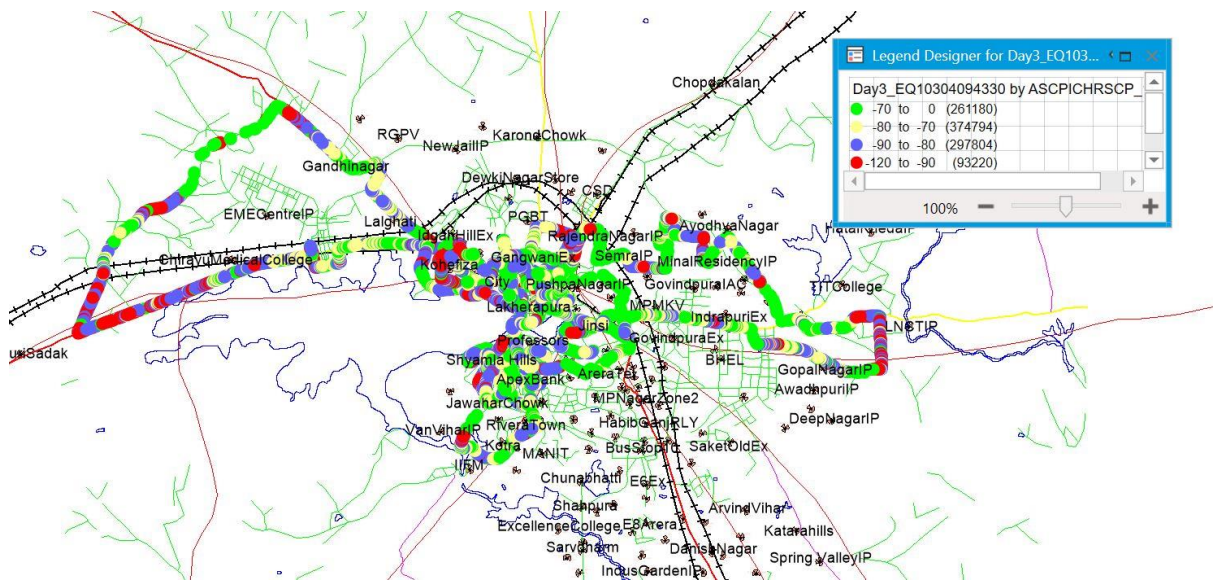 Legend Designer for Day3_EQ103...
Day3_EQ10304094330 by ASCPICHRSCP_
-70 to 0 (261180)
-80 to -70 (374794)
-90 to -80 (297804)
-120 to -90 (93220)
100%
Chopdakalan
RGPV
KarondChowk
NewJailIP
Gandhinagar
DewkiNagarStore
CSD
EMECentreIP
PGBT
Lalghati
AyodhyaNagar
IdgahHillEx
RajendraNagarIP
ChirayuMedicalCollege
Kohefiza
GangwaniEx
SemraIP
MinalResidencyIP
City
PushpaNagarIP
GovindpuraIAC
TITCollege
Lakherapura
MPMKV
IndrapuriEx
LNCTIP
Jinsi
Professors
GovindpuraEx
Sadak
Shyamla Hills
BHEL
GopalNagarIP
ApexBank
AreraTel
AwadhpuriIP
JawaharChowk
MPNagarZone2
DeepNagarIP
VanViharIP
RiveraTown
HabibGanjRLY
Kotra
MANIT
BusStop10
SaketOldEx
IIFM
Chunabhatti
E6Ex
Shahpura
ArvindVihar
ExcellenceCollege
E8Arera
Katarahills
Sarvdharm
DanishNagar
Spring ValleyIP
IndusGardenIP